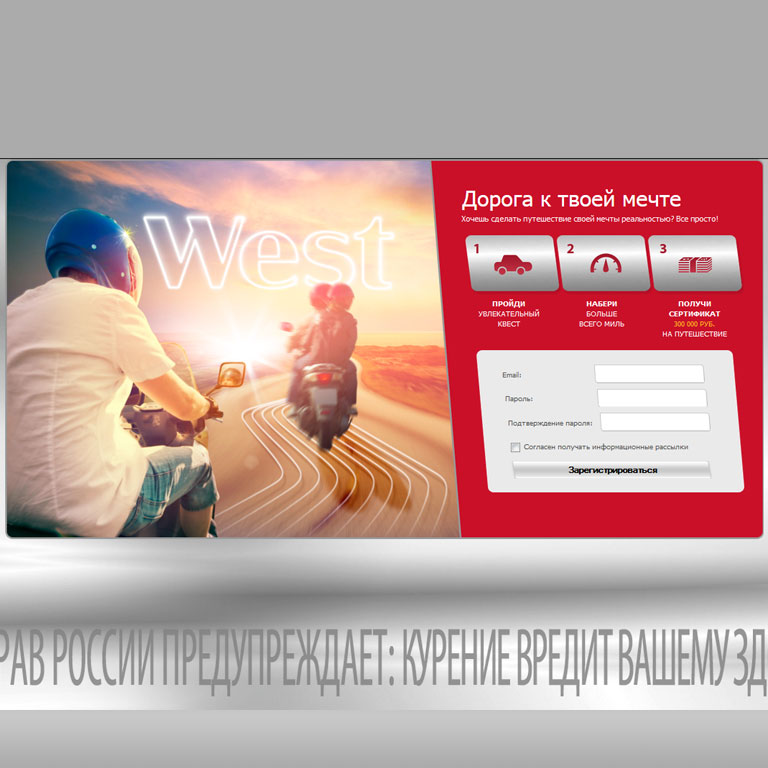 West
Дорога к твоей мечте
Хочешь сделать путешествие своей мечты реальностью? Все просто!
1
2
3
ПРОЙДИ
УВЛЕКАТЕЛЬНЫЙ
КВЕСТ
НАБЕРИ
БОЛЬШЕ
ВСЕГО МИЛЬ
ПОЛУЧИ
СЕРТИФИКАТ
300 000 РУБ.
НА ПУТЕШЕСТВИЕ
Email:
Пароль:
Подтверждение пароля:
Согласен получать информационные рассылки
Зарегистрироваться
РАВ РОССИИ ПРЕДУПРЕЖДАЕТ: КУРЕНИЕ ВРЕДИТ ВАШЕМУ ЗД